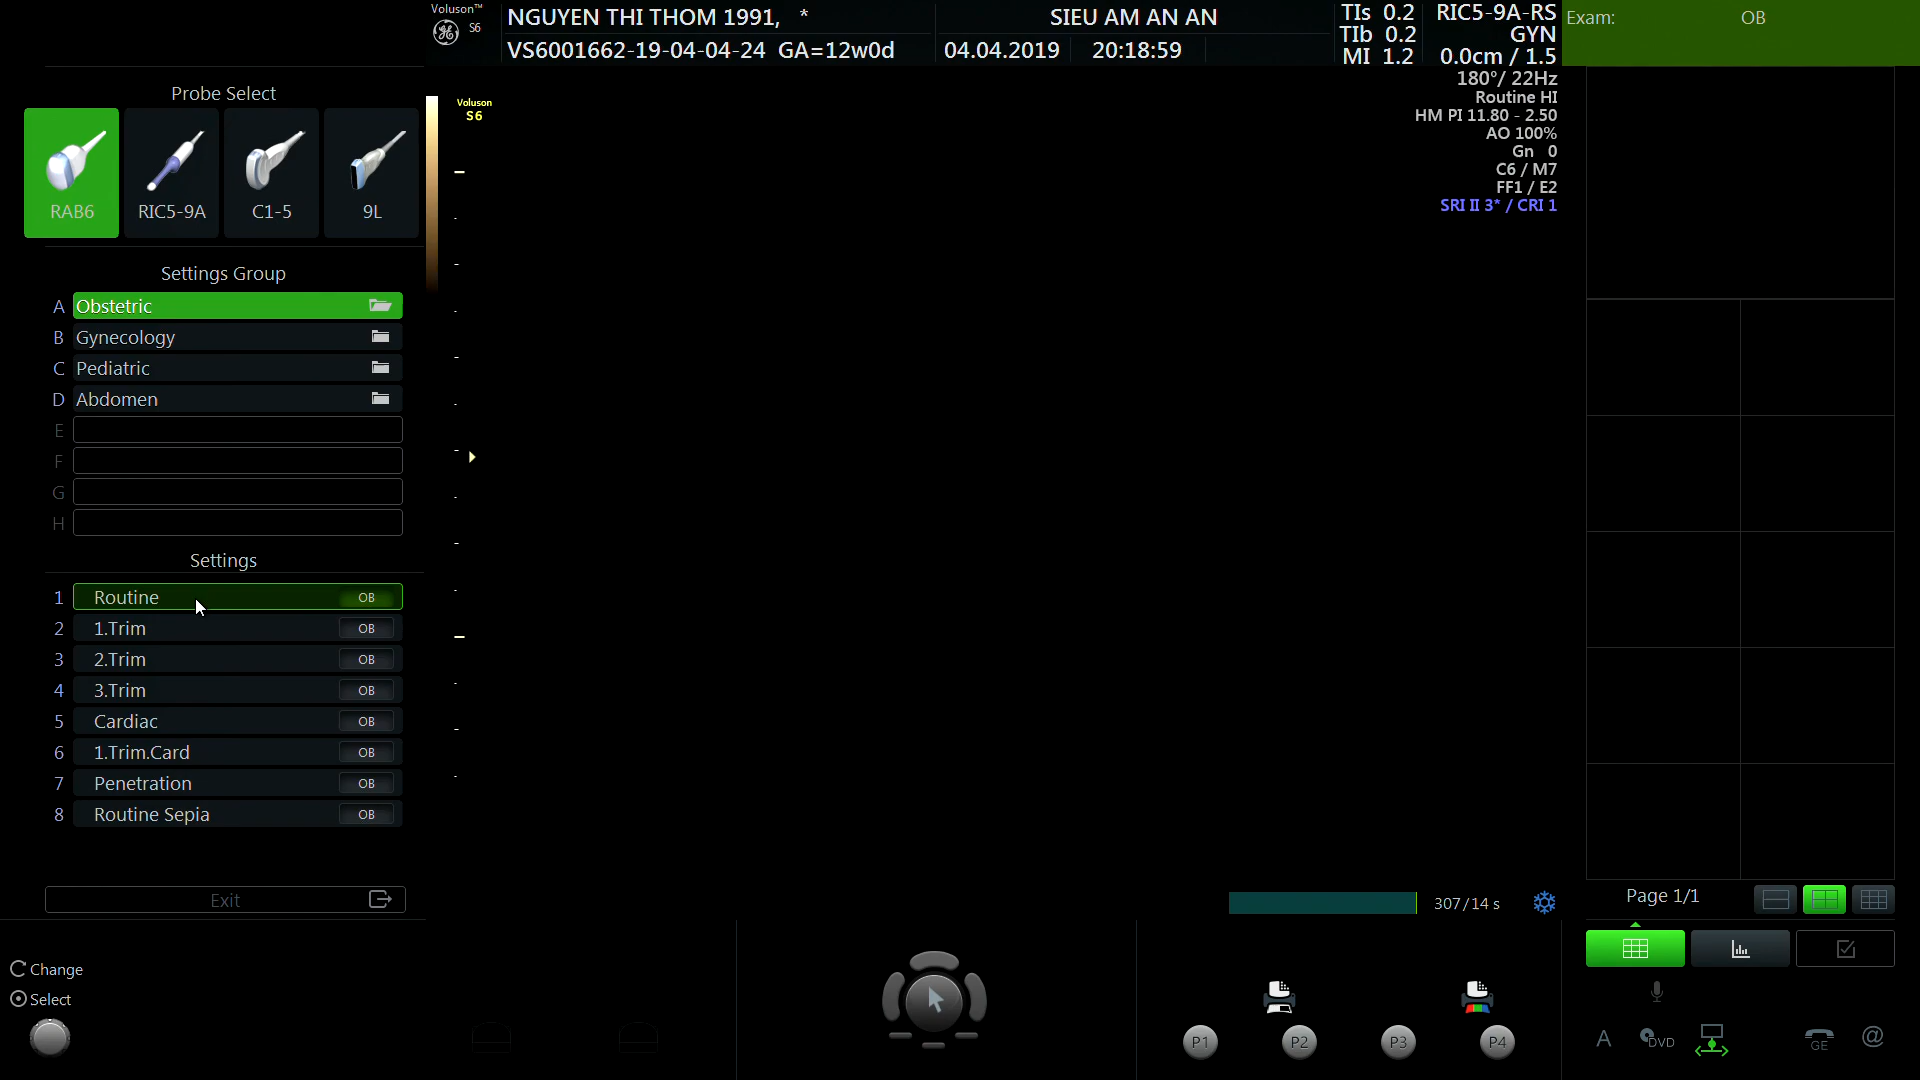 Voluson™
S6
NGUYEN THI THOM 1991, *
VS6001662-19-04-04-24 GA=12w0d
SIEU AM AN AN
04.04.2019 20:18:59
TIs 0.2
TIb 0.2
MI 1.2
RIC5-9A-RS
GYN
0.0cm / 1.5
Exam: OB
180°/ 22Hz
Routine HI
HM PI 11.80 - 2.50
AO 100%
Gn 0
C6 / M7
FF1 / E2
SRI II 3* / CRI 1
Voluson
S6
Probe Select
RAB6 RIC5-9A C1-5 9L
Settings Group
A Obstetric
B Gynecology
C Pediatric
D Abdomen
E
F
G
H
Settings
1 Routine OB
2 1.Trim OB
3 2.Trim OB
4 3.Trim OB
5 Cardiac OB
6 1.Trim.Card OB
7 Penetration OB
8 Routine Sepia OB
Exit
307/14 s
Page 1/1
Change
Select
P1 P2 P3 P4
A DVD GE @